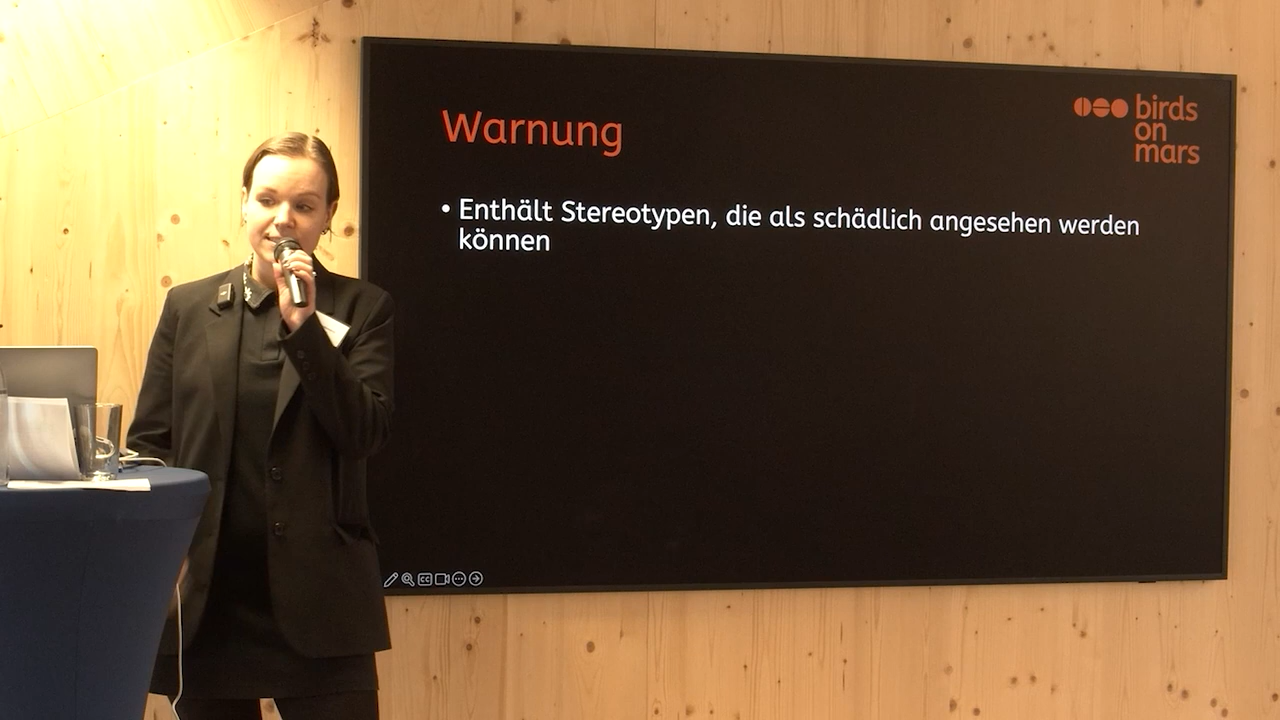 Warnung
birds
on
mars
• Enthält Stereotypen, die als schädlich angesehen werden
können